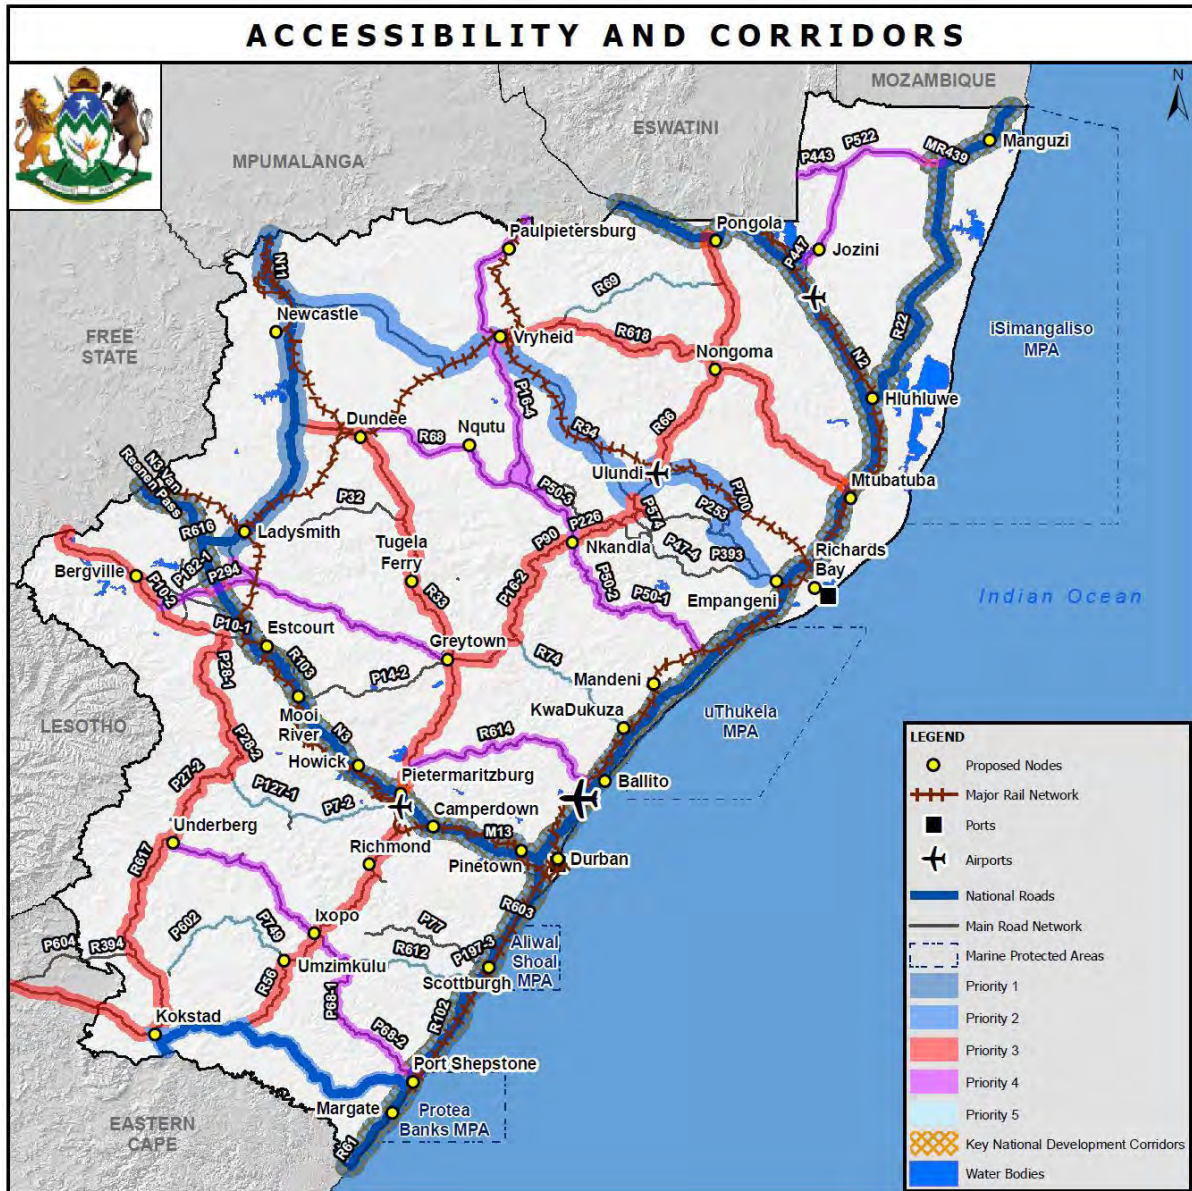 ACCESSIBILITY AND CORRIDORS
MOZAMBIQUE
N
ESWATINI
MPUMALANGA
P522
P443
MR439
Manguzi
Pongola
Paulpietersburg
P447
Jozini
N11
R69
Newcastle
FREE
STATE
R22
iSimangaliso
MPA
Vryheid
R618
N2
Nongoma
Hluhluwe
P16-4
Dundee
R68
Nqutu
R34
R66
Ulundi
N3 Van
Reenen Pass
P50-3
P700
Mtubatuba
P32
P574
P253
R616
Ladysmith
P226
P90
Nkandla
P47-4
P393
Richards
Bay
Tugela
Ferry
P182-1
P294
Bergville
P10-2
R33
P16-2
P50-2
P50-1
Empangeni
Indian Ocean
P10-1
Estcourt
Greytown
R74
R103
P14-2
P28-1
Mandeni
LESOTHO
Mooi
River
KwaDukuza
uThukela
MPA
N3
R614
P28-2
Howick
P27-2
P127-1
P7-2
Pietermaritzburg
Ballito
Camperdown
M13
Underberg
Richmond
Pinetown
Durban
R617
R603
Ixopo
P602
P749
P77
P604
R394
R612
P197-3
Aliwal
Shoal
MPA
Umzimkulu
Scottburgh
R56
P68-1
Kokstad
P68-2
R102
Port Shepstone
Margate
Protea
Banks MPA
EASTERN
CAPE
R61
LEGEND
Proposed Nodes
Major Rail Network
Ports
Airports
National Roads
Main Road Network
Marine Protected Areas
Priority 1
Priority 2
Priority 3
Priority 4
Priority 5
Key National Development Corridors
Water Bodies